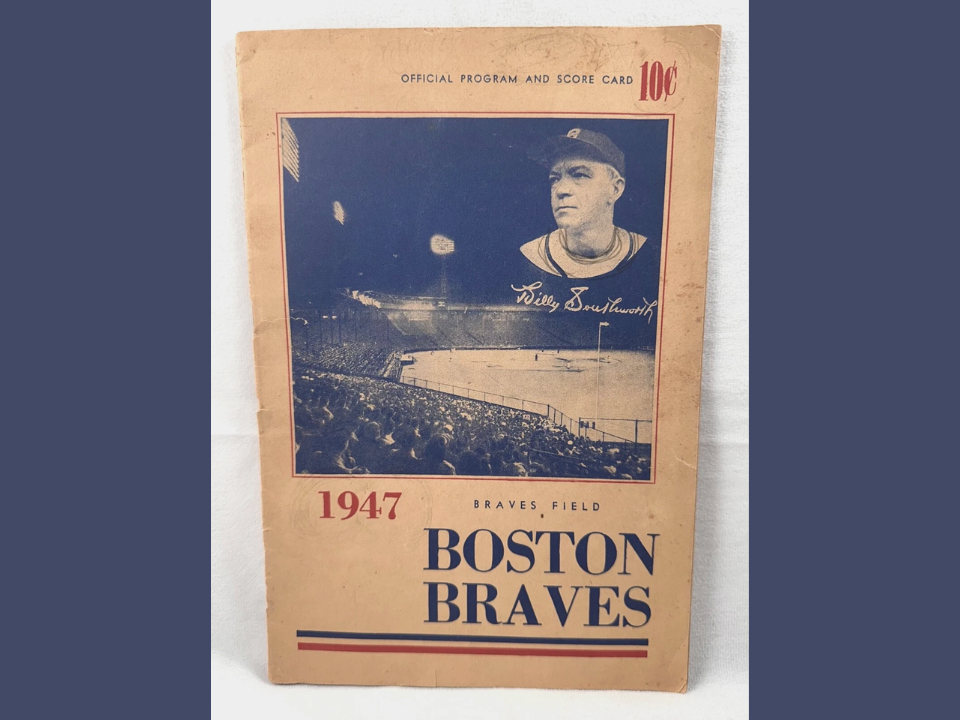 OFFICIAL PROGRAM AND SCORE CARD 10¢
B
Billy Southworth
1947
BRAVES FIELD
BOSTON
BRAVES